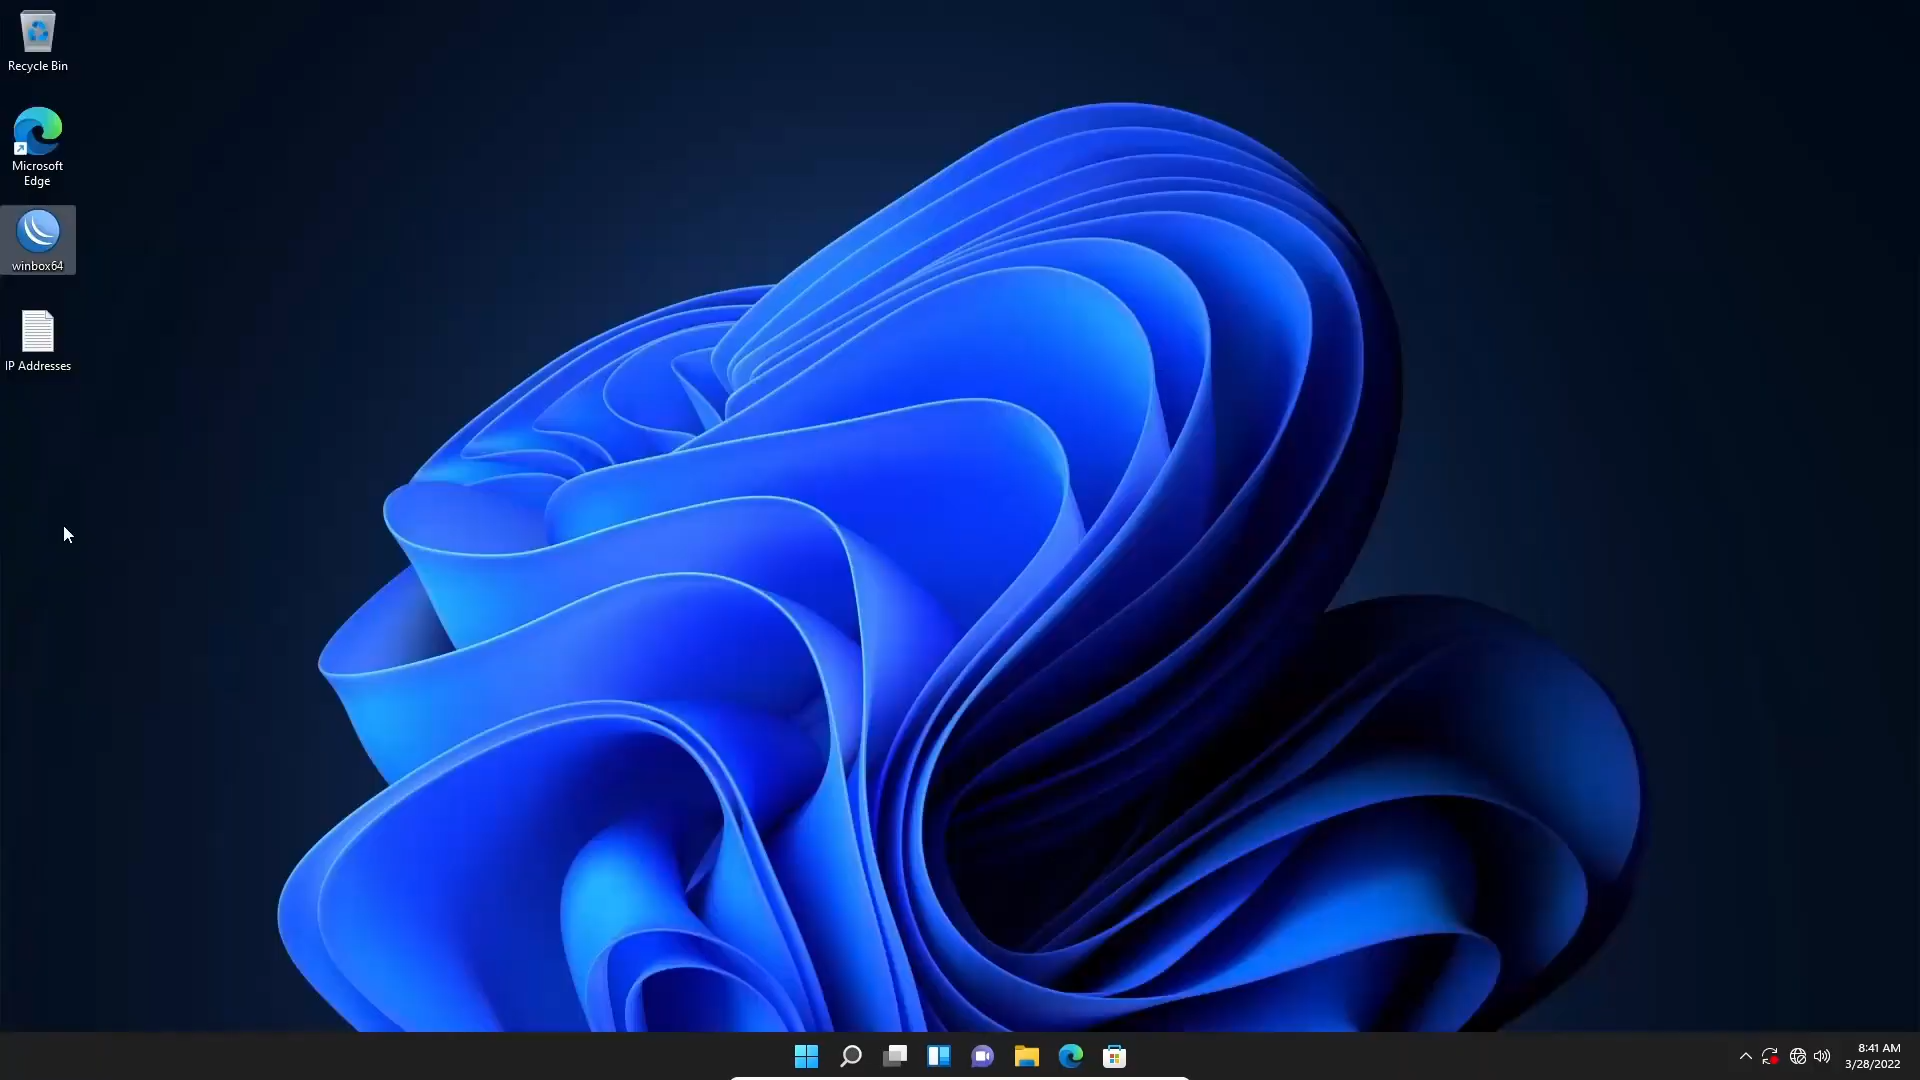 Recycle Bin
Microsoft
Edge
winbox64
IP Addresses
8:41 AM
3/28/2022